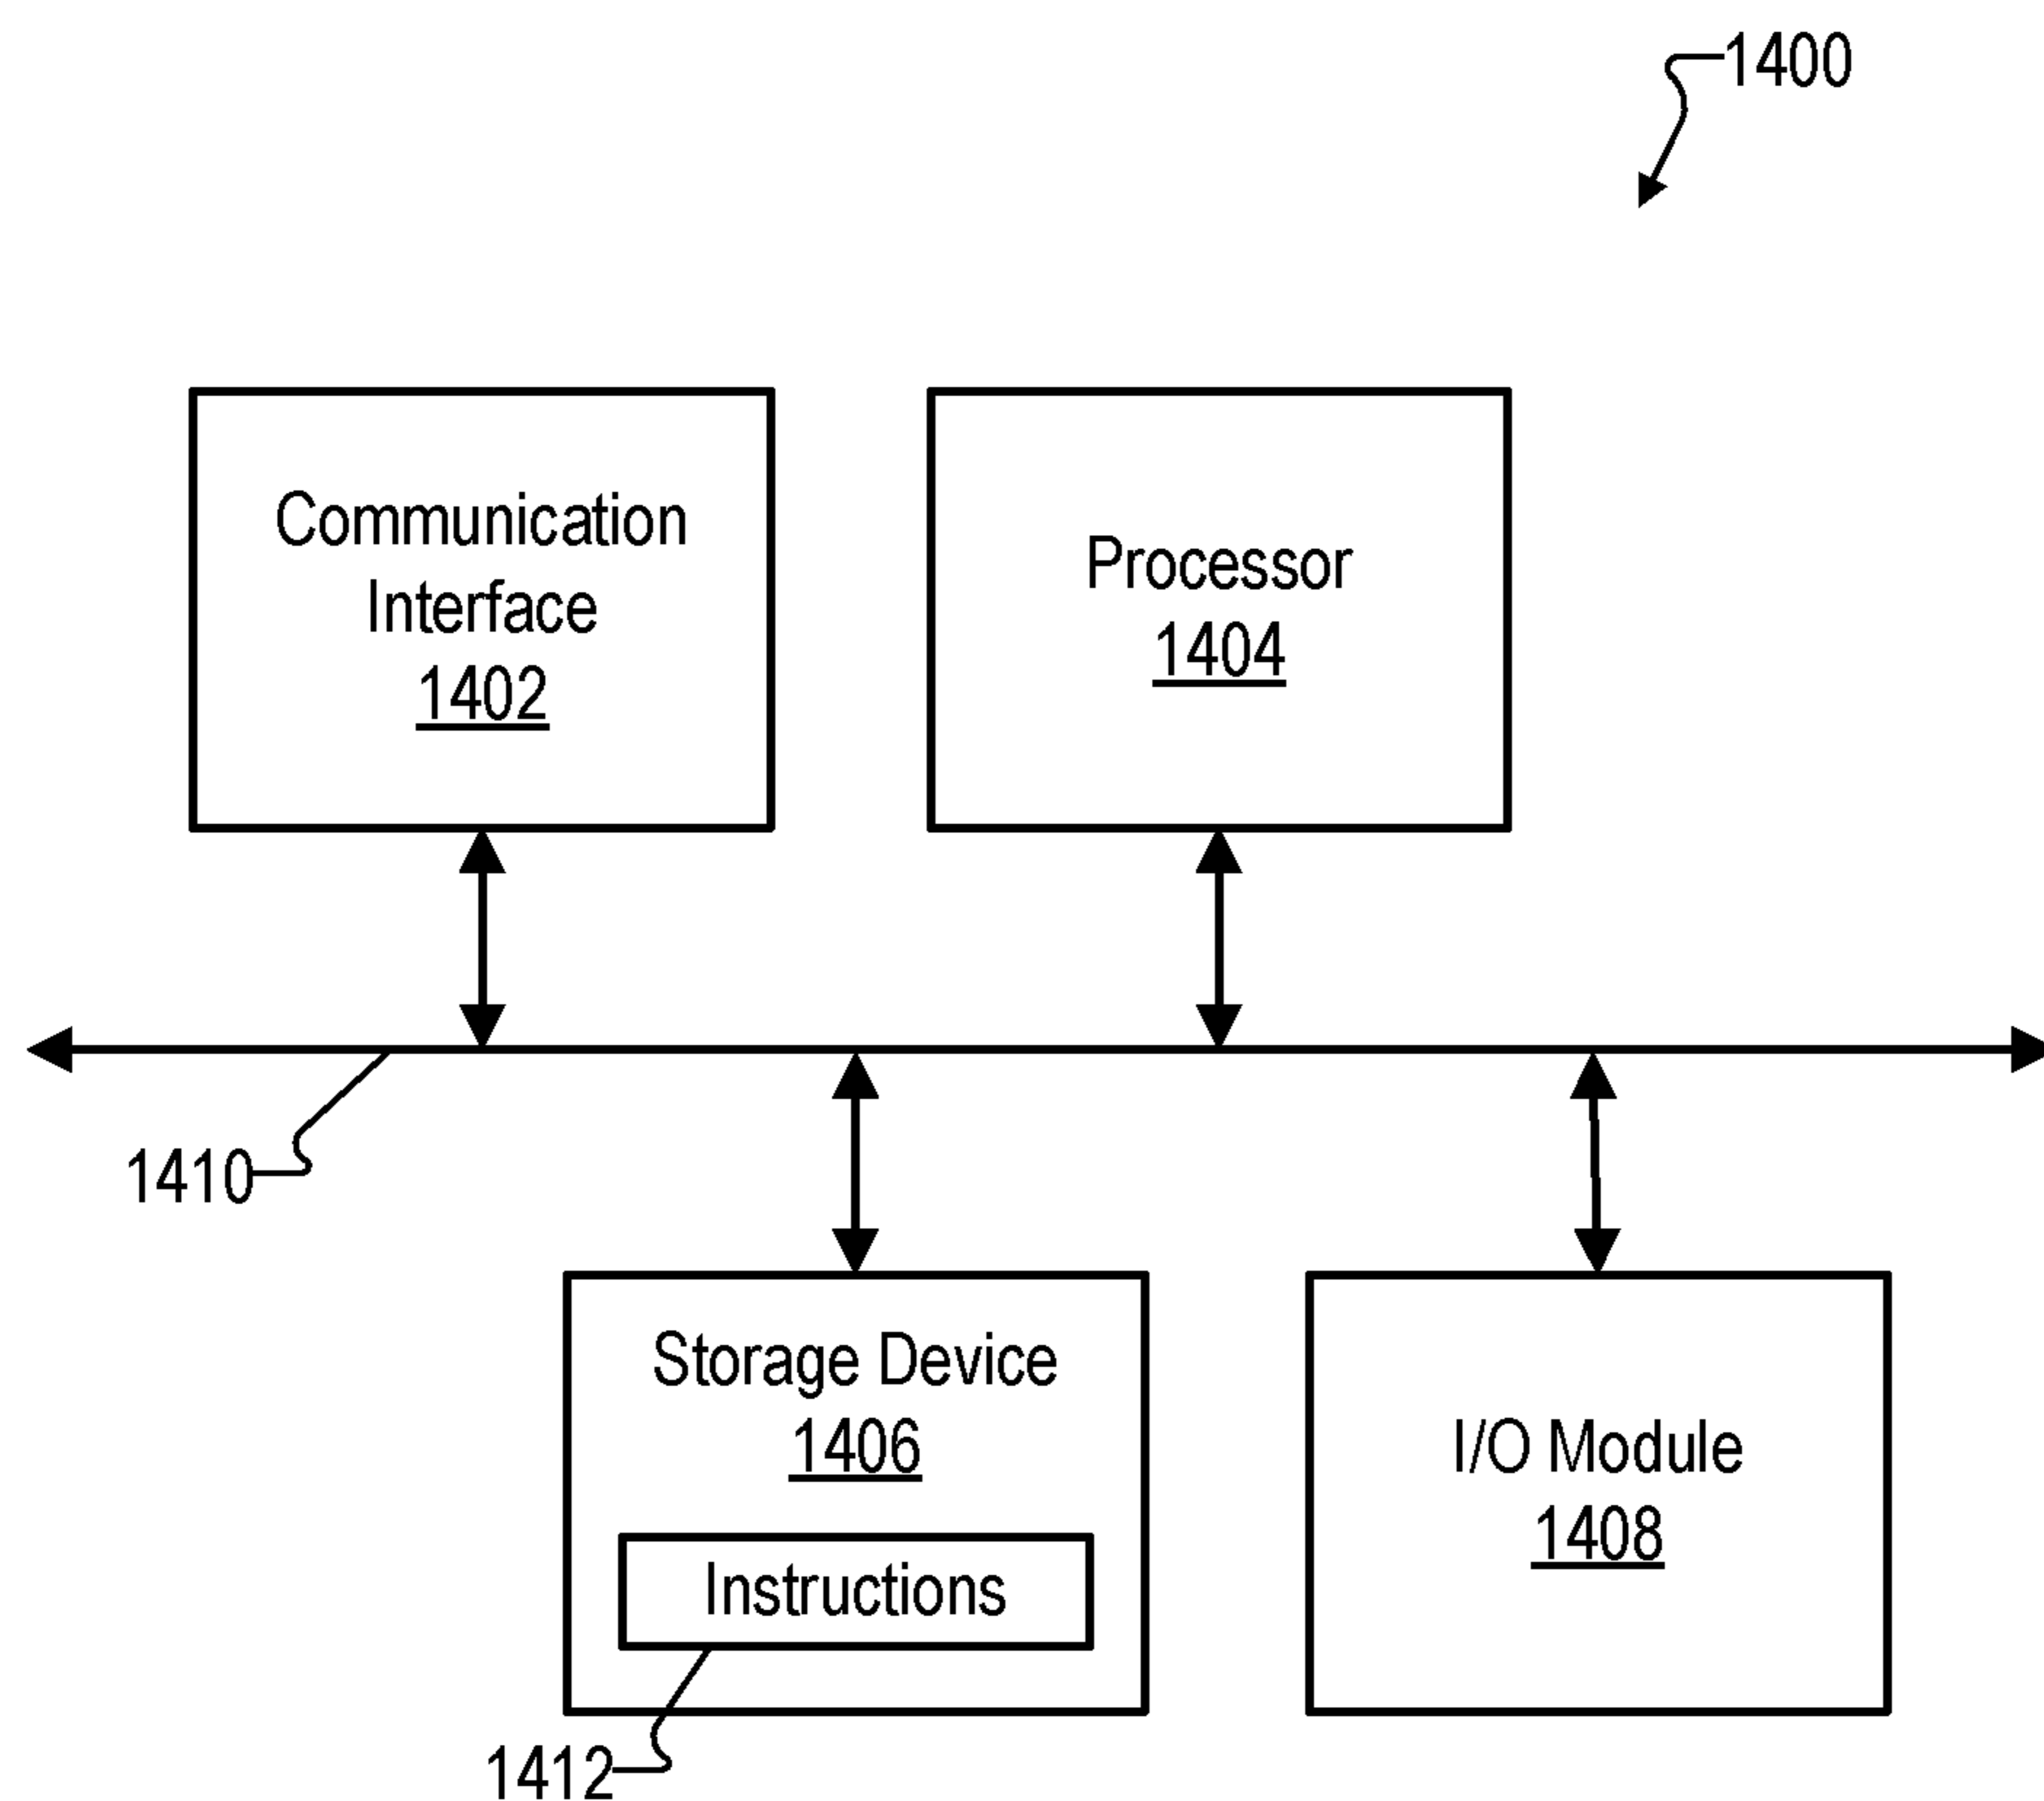 1400
Communication
Interface
1402
Processor
1404
1410
Storage Device
1406
Instructions
1412
I/O Module
1408